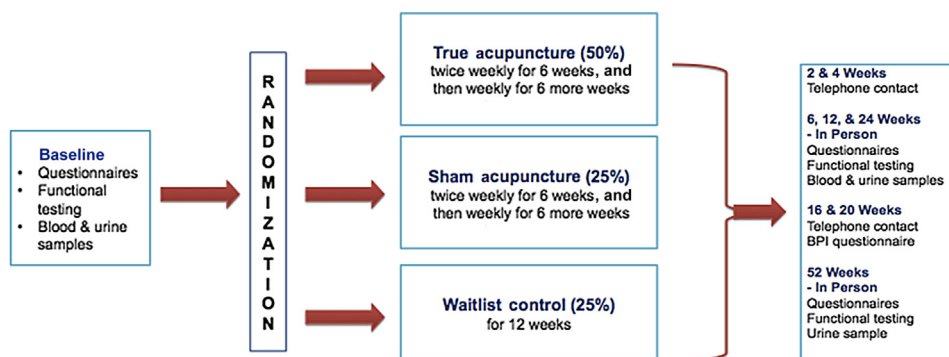 Baseline
• Questionnaires
• Functional
testing
• Blood & urine
samples
RANDOMIZATION
True acupuncture (50%)
twice weekly for 6 weeks, and
then weekly for 6 more weeks
Sham acupuncture (25%)
twice weekly for 6 weeks, and
then weekly for 6 more weeks
Waitlist control (25%)
for 12 weeks
2 & 4 Weeks
Telephone contact
6, 12, & 24 Weeks
- In Person
Questionnaires
Functional testing
Blood & urine samples
16 & 20 Weeks
Telephone contact
BPI questionnaire
52 Weeks
- In Person
Questionnaires
Functional testing
Urine sample